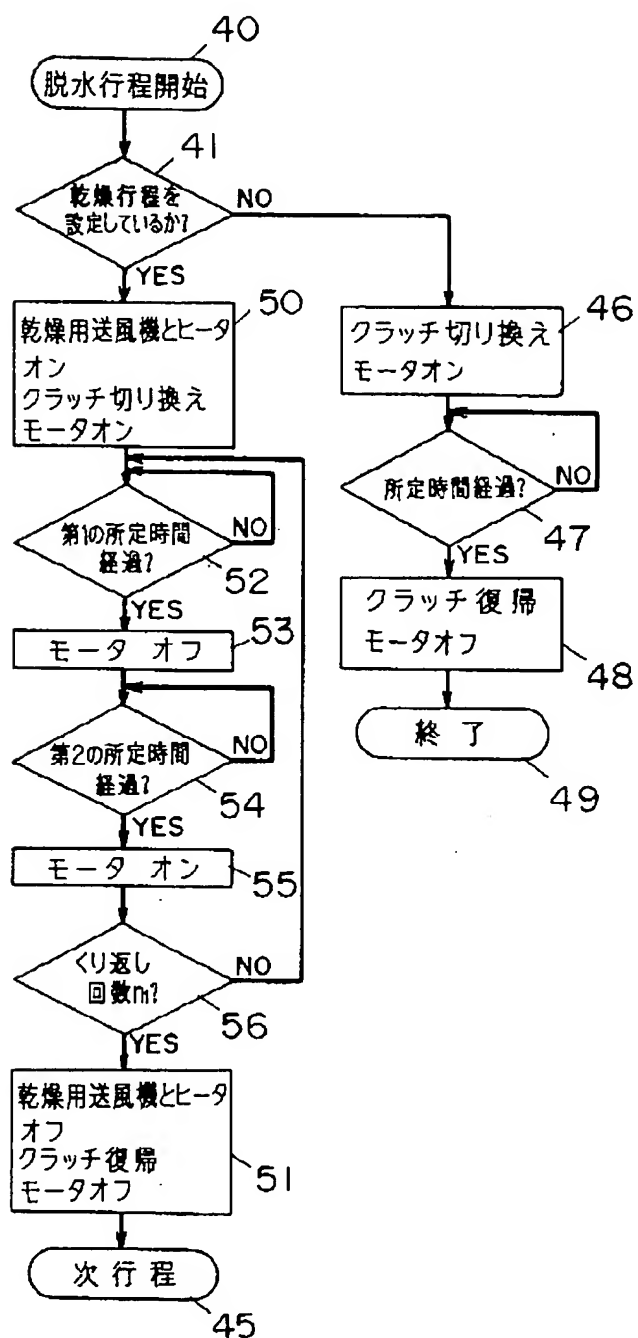 40
脱水行程開始
41
乾燥行程を
設定しているか?
NO
YES
50
乾燥用送風機とヒータ
オン
クラッチ切り換え
モータオン
46
クラッチ切り換え
モータオン
第1の所定時間
経過?
NO
52
YES
所定時間経過?
NO
47
YES
53
モータ オフ
クラッチ復帰
モータオフ
48
第2の所定時間
経過?
NO
54
YES
終了
49
モータ オン
55
くり返し
回数m?
NO
56
YES
乾燥用送風機とヒータ
オフ
クラッチ復帰
モータオフ
51
次行程
45